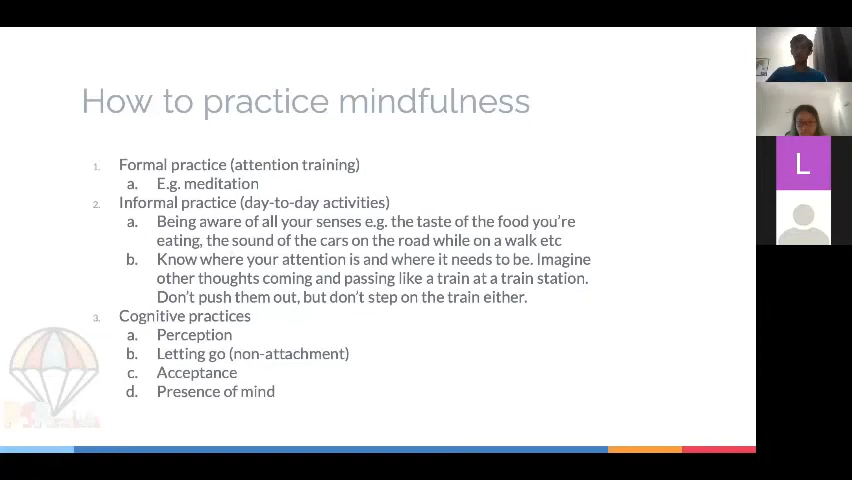 How to practice mindfulness
1. Formal practice (attention training)
a. E.g. meditation
2. Informal practice (day-to-day activities)
a. Being aware of all your senses e.g. the taste of the food you're
eating, the sound of the cars on the road while on a walk etc
b. Know where your attention is and where it needs to be. Imagine
other thoughts coming and passing like a train at a train station.
Don't push them out, but don't step on the train either.
3. Cognitive practices
a. Perception
b. Letting go (non-attachment)
c. Acceptance
d. Presence of mind
L